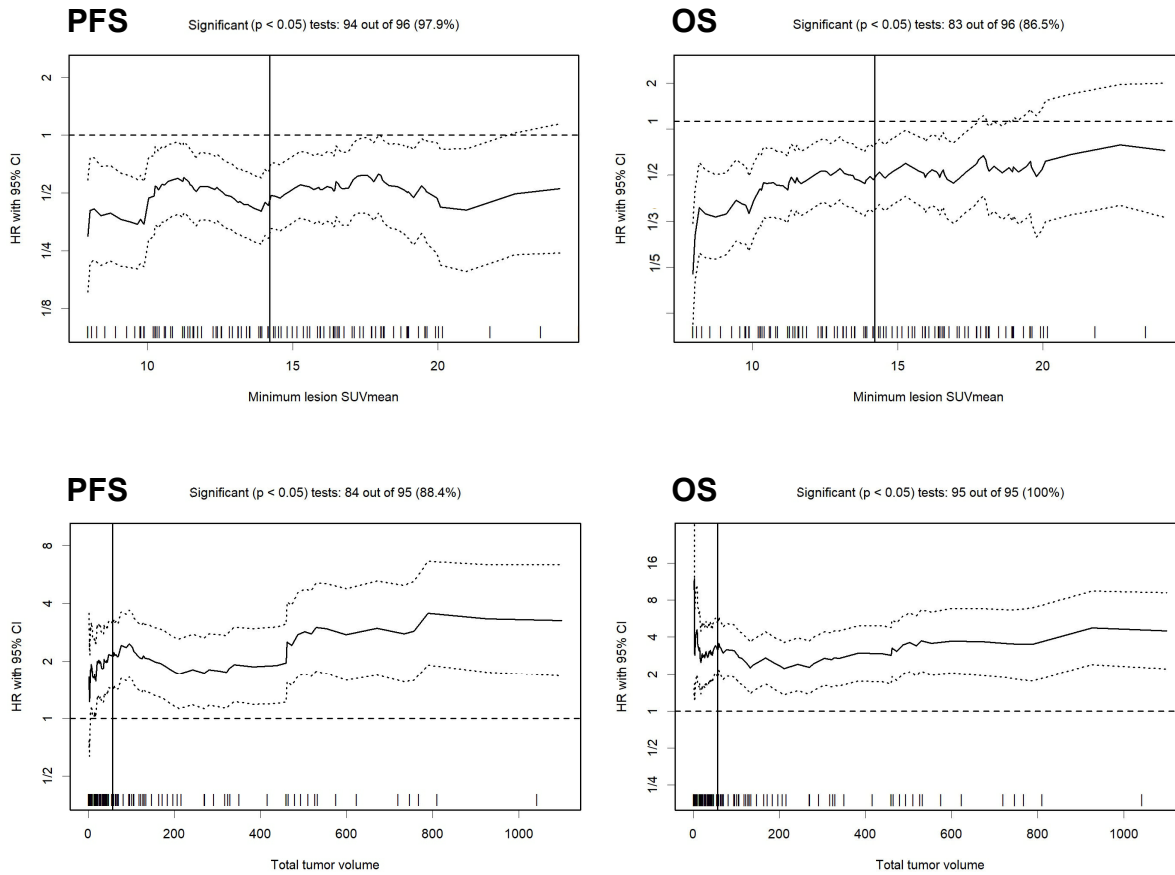 PFS
Significant (p < 0.05) tests: 94 out of 96 (97.9%)
HR with 95% CI
2
1
1/2
1/4
1/8
10
15
20
Minimum lesion SUVmean
OS
Significant (p < 0.05) tests: 83 out of 96 (86.5%)
HR with 95% CI
2
1
1/2
1/3
1/5
10
15
20
Minimum lesion SUVmean
PFS
Significant (p < 0.05) tests: 84 out of 95 (88.4%)
HR with 95% CI
8
4
2
1
1/2
0
200
400
600
800
1000
Total tumor volume
OS
Significant (p < 0.05) tests: 95 out of 95 (100%)
HR with 95% CI
16
8
4
2
1
1/2
1/4
0
200
400
600
800
1000
Total tumor volume